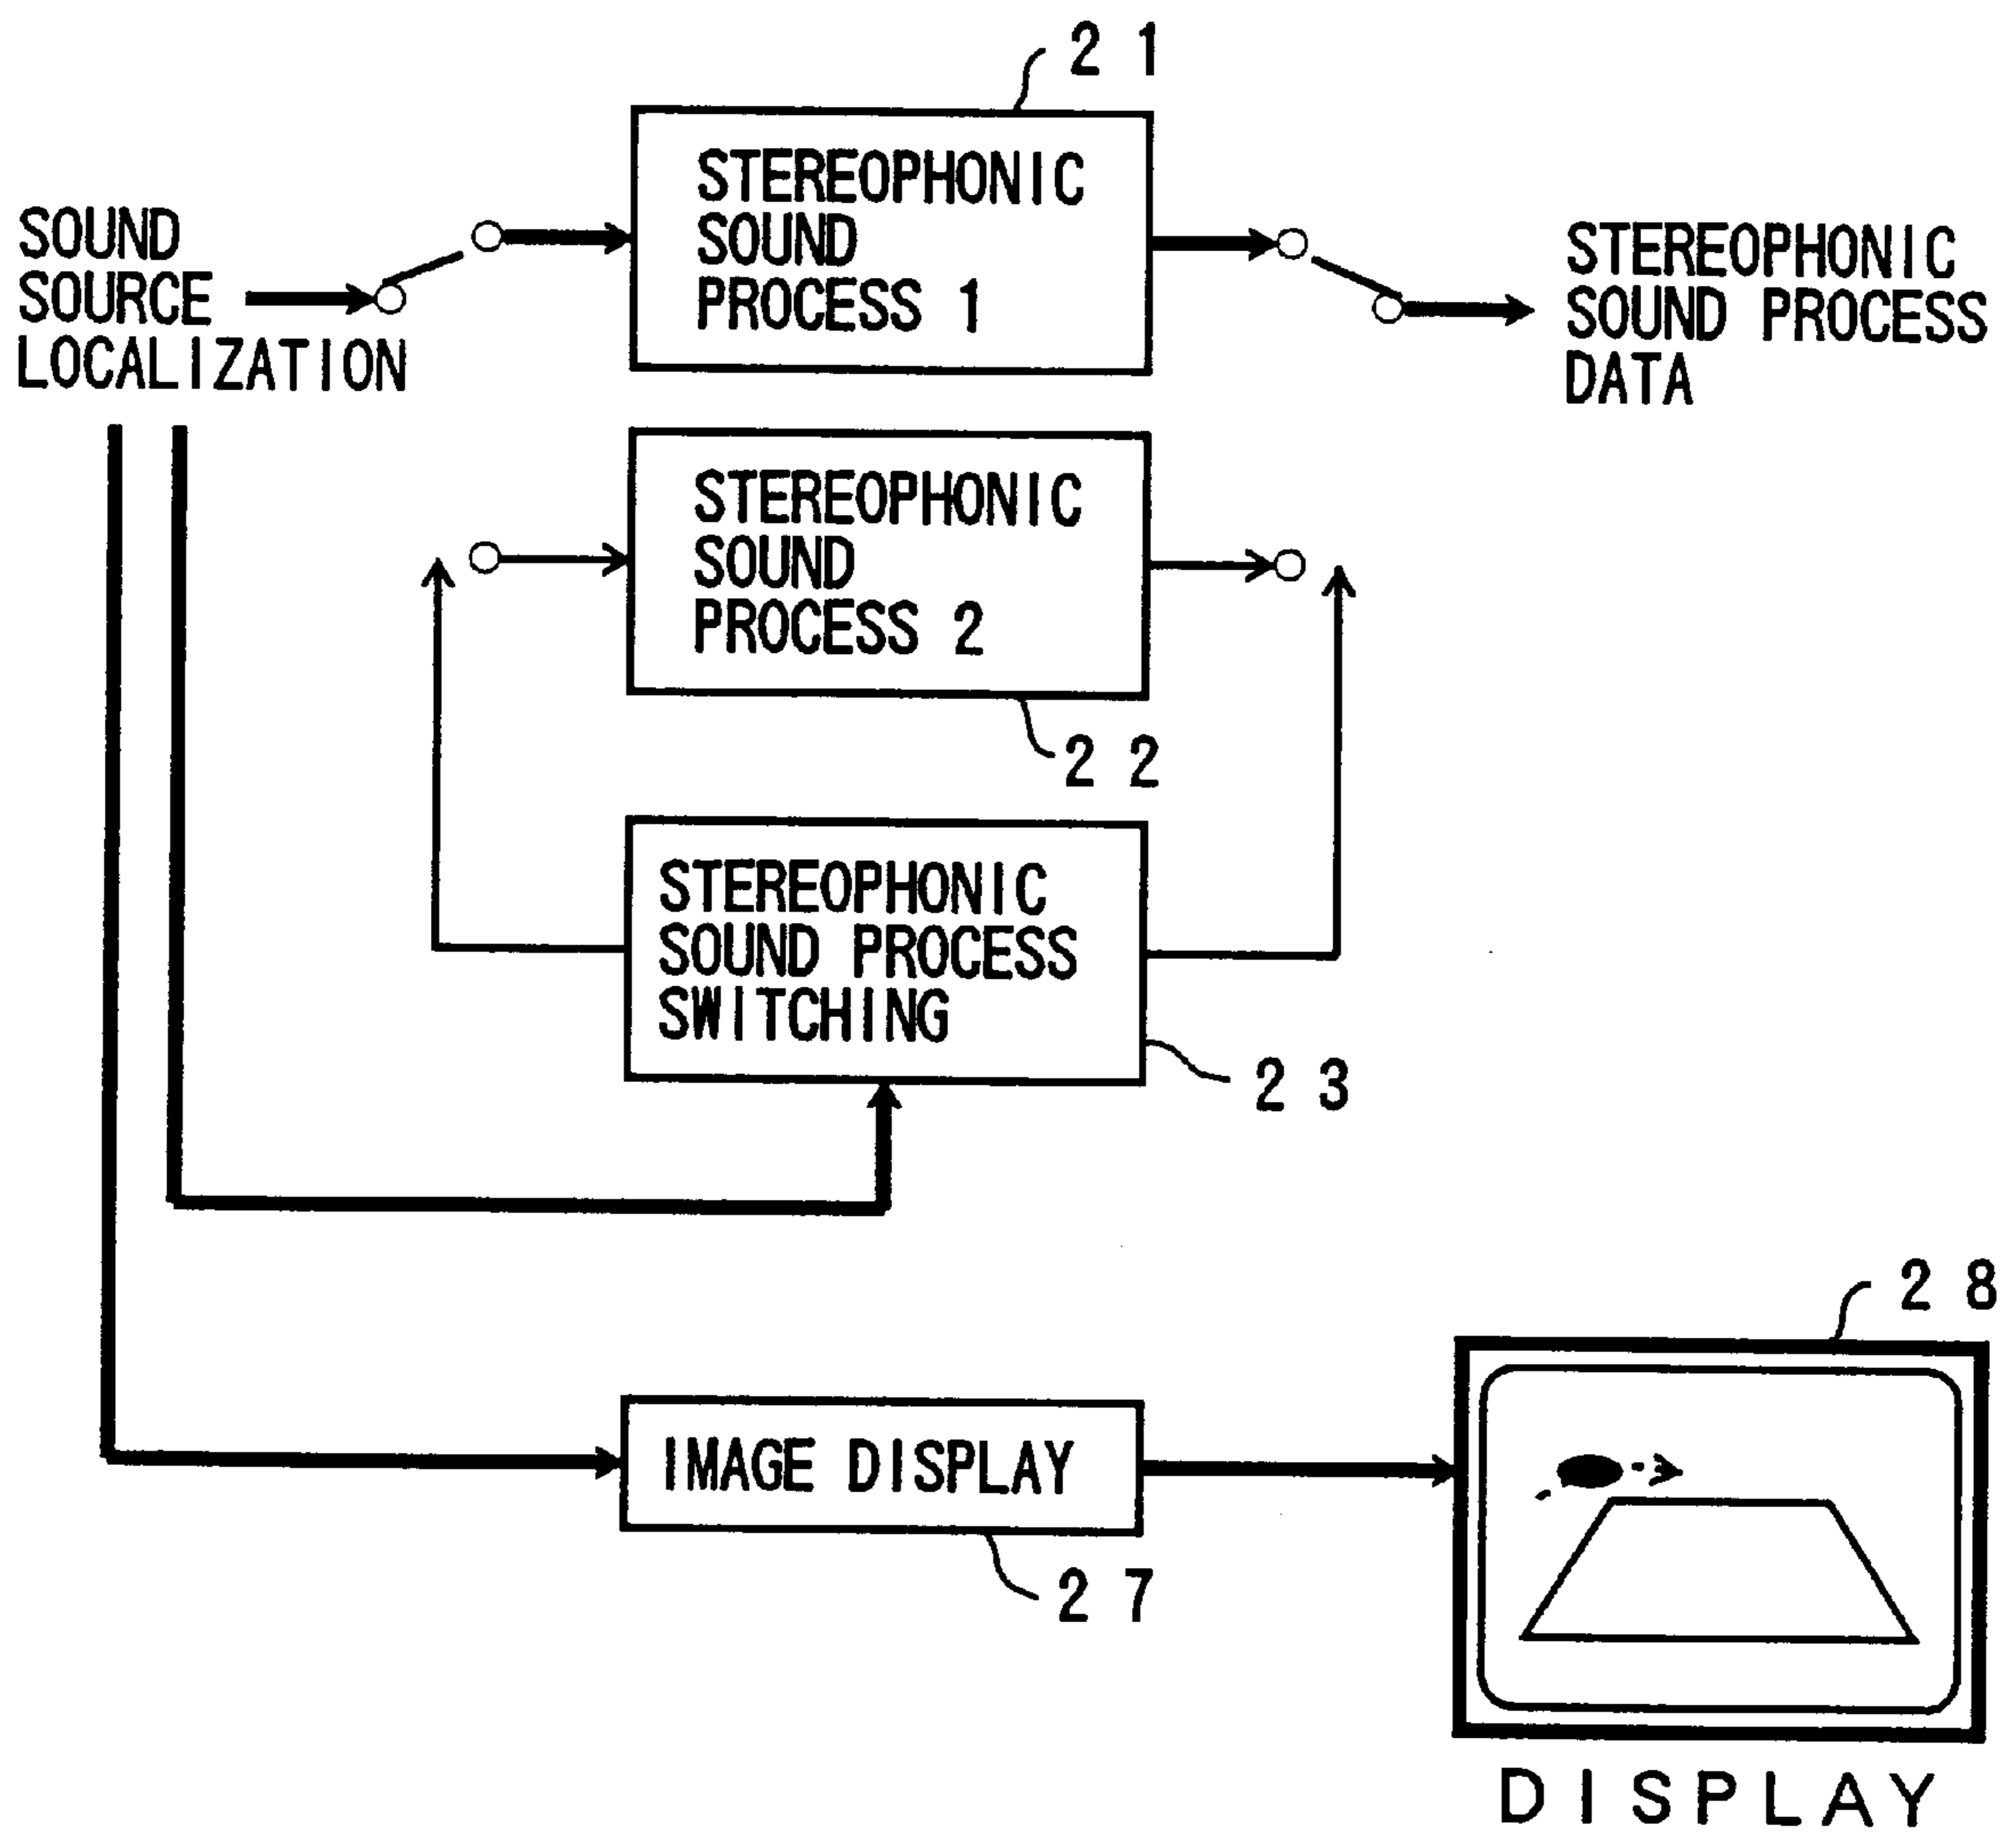 2 1
STEREOPHONIC
SOUND
PROCESS 1
SOUND
SOURCE
LOCALIZATION
STEREOPHONIC
SOUND PROCESS
DATA
STEREOPHONIC
SOUND
PROCESS 2
2 2
STEREOPHONIC
SOUND PROCESS
SWITCHING
2 3
2 8
IMAGE DISPLAY
2 7
DISPLAY